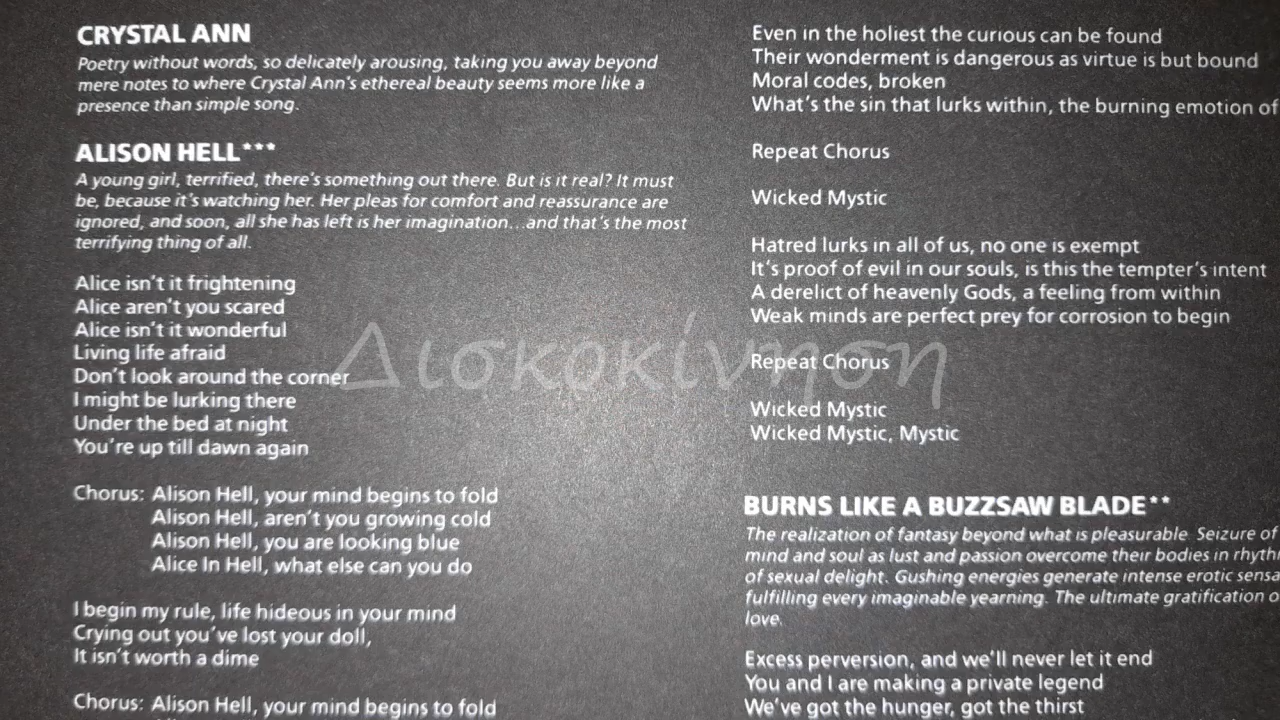 CRYSTAL ANN
Poetry without words, so delicately arousing, taking you away beyond
mere notes to where Crystal Ann's ethereal beauty seems more like a
presence than simple song.
ALISON HELL***
A young girl, terrified, there's something out there. But is it real? It must
be, because it's watching her. Her pleas for comfort and reassurance are
ignored, and soon, all she has left is her imagination...and that's the most
terrifying thing of all.
Alice isn't it frightening
Alice aren't you scared
Alice isn't it wonderful
Living life afraid
Don't look around the corner
I might be lurking there
Under the bed at night
You're up till dawn again
Chorus: Alison Hell, your mind begins to fold
Alison Hell, aren't you growing cold
Alison Hell, you are looking blue
Alice In Hell, what else can you do
I begin my rule, life hideous in your mind
Crying out you've lost your doll,
It isn't worth a dime
Chorus: Alison Hell, your mind begins to fold
Even in the holiest the curious can be found
Their wonderment is dangerous as virtue is but bound
Moral codes, broken
What's the sin that lurks within, the burning emotion of
Repeat Chorus
Wicked Mystic
Hatred lurks in all of us, no one is exempt
It's proof of evil in our souls, is this the tempter's intent
A derelict of heavenly Gods, a feeling from within
Weak minds are perfect prey for corrosion to begin
Repeat Chorus
Wicked Mystic
Wicked Mystic, Mystic
BURNS LIKE A BUZZSAW BLADE**
The realization of fantasy beyond what is pleasurable. Seizure of
mind and soul as lust and passion overcome their bodies in
of sexual delight. Gushing energies generate intense erotic
fulfilling every imaginable yearning. The ultimate gratification
love.
Excess perversion, and we'll never let it end
You and I are making a private legend
We've got the hunger, got the thirst
Δισκοκίνηση